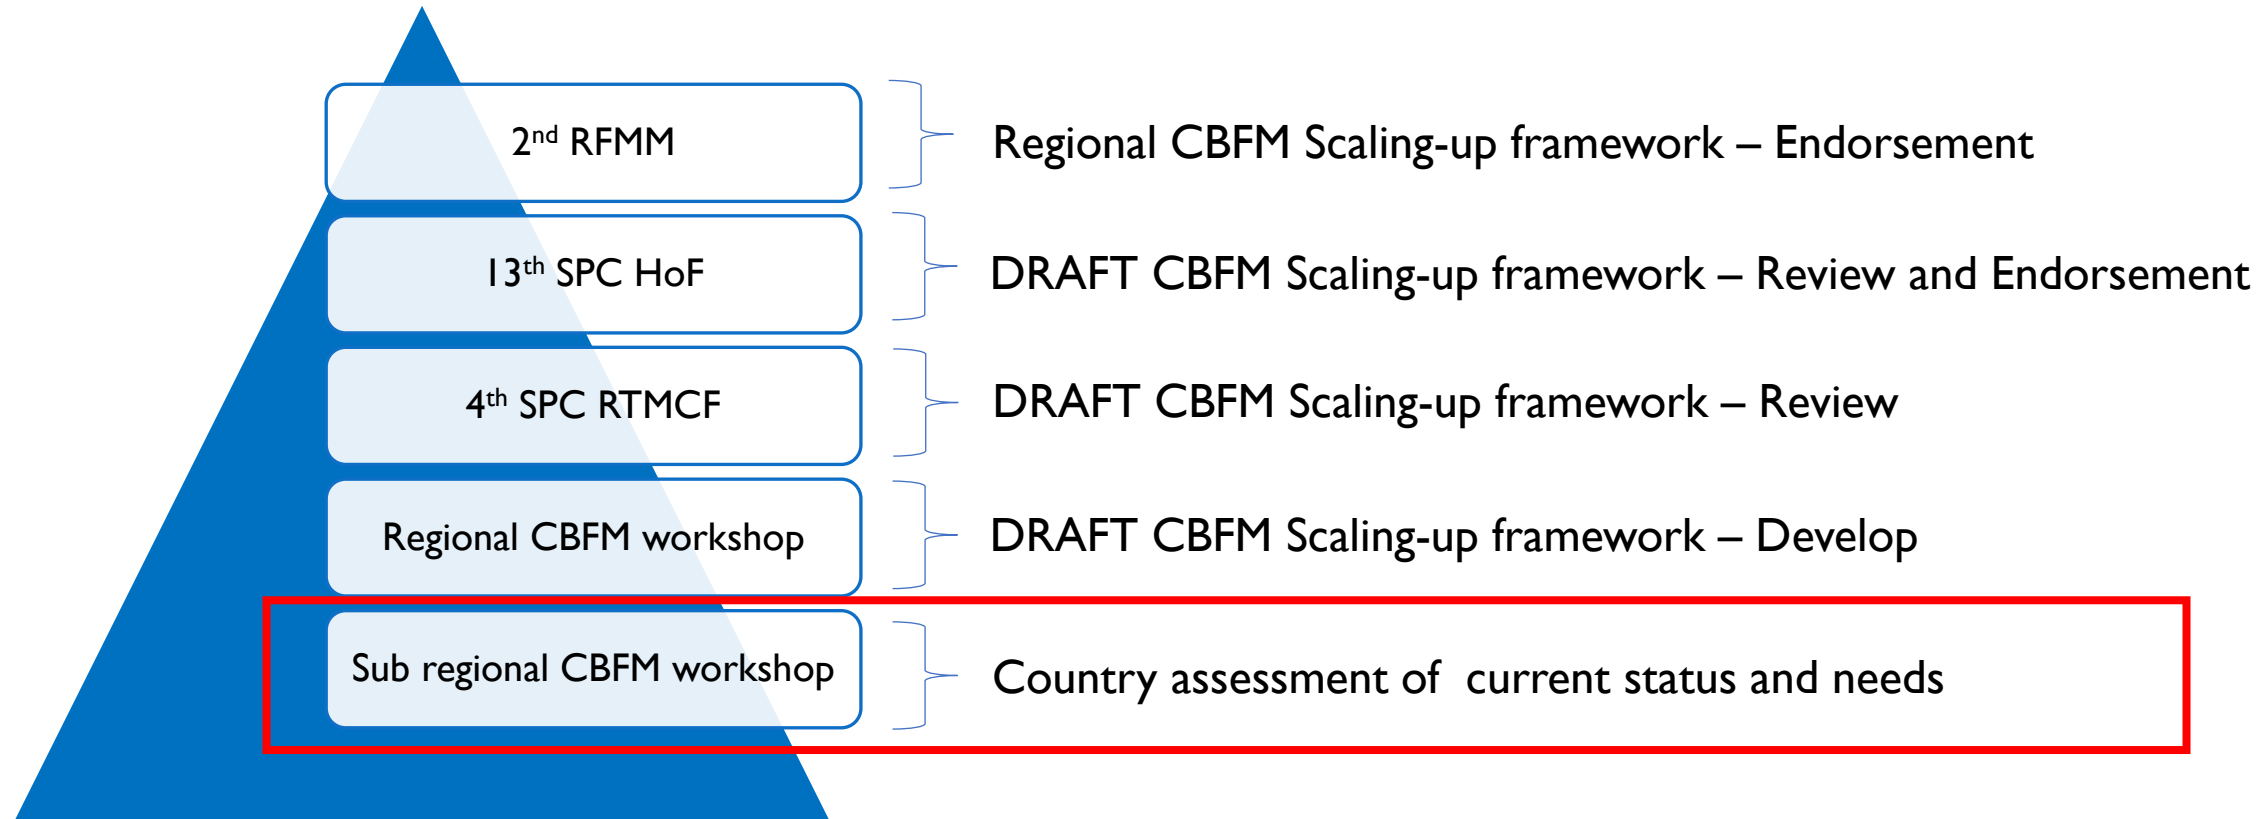 2nd RFMM
Regional CBFM Scaling-up framework – Endorsement
13th SPC HoF
DRAFT CBFM Scaling-up framework – Review and Endorsement
4th SPC RTMCF
DRAFT CBFM Scaling-up framework – Review
Regional CBFM workshop
DRAFT CBFM Scaling-up framework – Develop
Sub regional CBFM workshop
Country assessment of  current status and needs